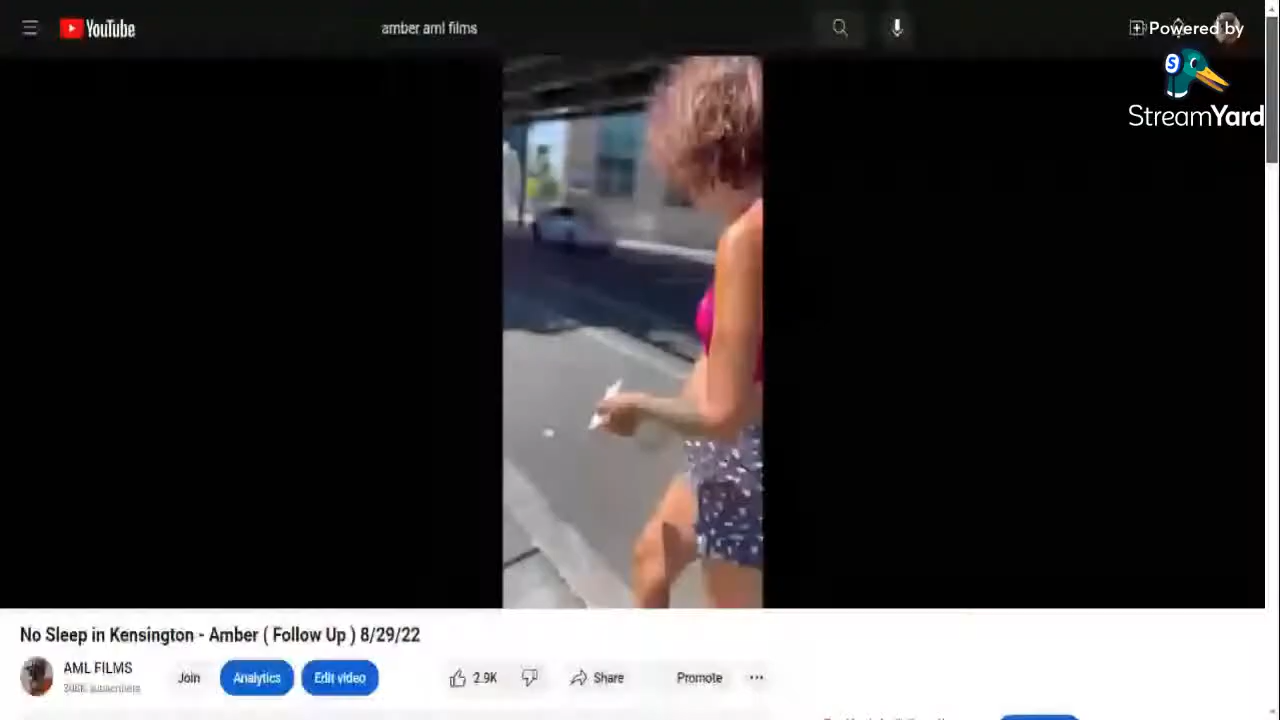 YouTube
amber aml films
Powered by
StreamYard
No Sleep in Kensington - Amber ( Follow Up ) 8/29/22
AML FILMS
Join
Analytics
Edit video
2.9K
Share
Promote
subscribers